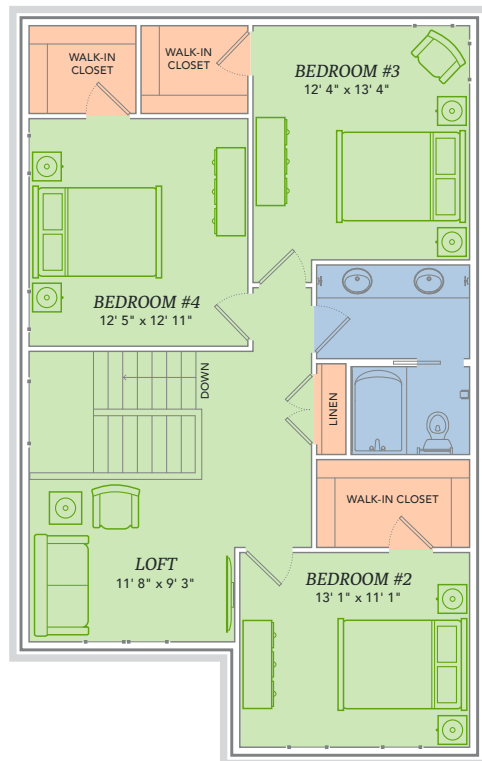 WALK-IN
CLOSET
WALK-IN
CLOSET
BEDROOM #3
12' 4" x 13' 4"
BEDROOM #4
12' 5" x 12' 11"
DOWN
LINEN
WALK-IN CLOSET
LOFT
11' 8" x 9' 3"
BEDROOM #2
13' 1" x 11' 1"